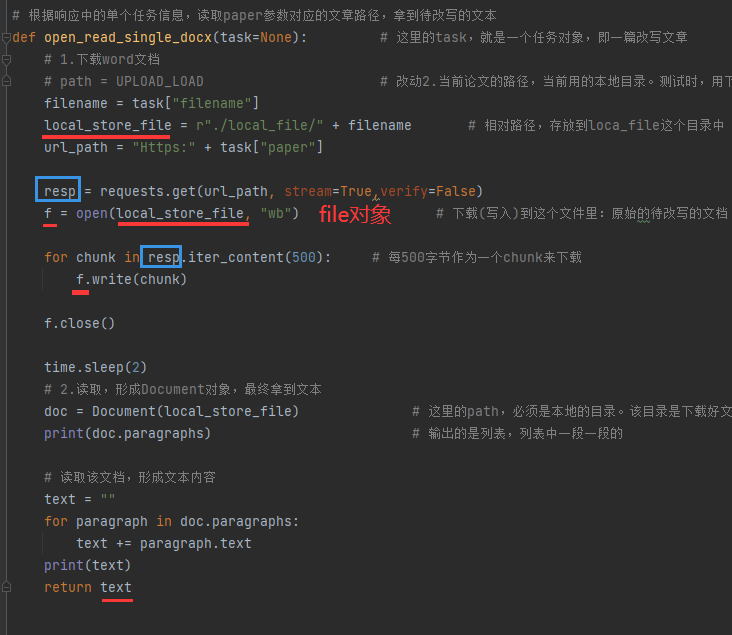 # 根据响应中的单个任务信息，读取paper参数对应的文章路径，拿到待改写的文本
def open_read_single_docx(task=None):         # 这里的task，就是一个任务对象，即一篇改写文章
    # 1.下载word文档
    # path = UPLOAD_LOAD                      # 改动2.当前论文的路径，当前用的本地目录。测试时，用下
    filename = task["filename"]
    local_store_file = r"./local_file/" + filename       # 相对路径，存放到loca_file这个目录中
    url_path = "Https:" + task["paper"]
    resp = requests.get(url_path, stream=True,verify=False)
    f = open(local_store_file, "wb")  file对象     # 下载(写入)到这个文件里：原始的待改写的文档
    for chunk in resp.iter_content(500):     # 每500字节作为一个chunk来下载
        f.write(chunk)
    f.close()
    time.sleep(2)
    # 2.读取，形成Document对象，最终拿到文本
    doc = Document(local_store_file)              # 这里的path，必须是本地的目录。该目录是下载好文
    print(doc.paragraphs)                         # 输出的是列表，列表中一段一段的
    # 读取该文档，形成文本内容
    text = ""
    for paragraph in doc.paragraphs:
        text += paragraph.text
    print(text)
    return text